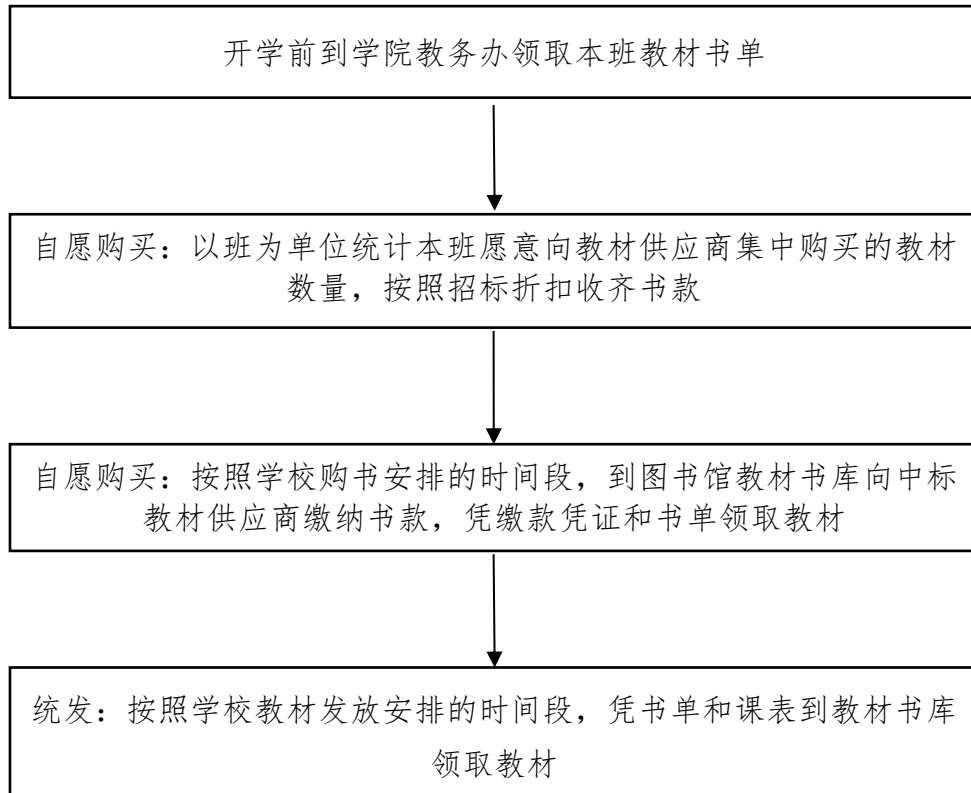 开学前到学院教务办领取本班教材书单
自愿购买：以班为单位统计本班愿意向教材供应商集中购买的教材
数量，按照招标折扣收齐书款
自愿购买：按照学校购书安排的时间段，到图书馆教材书库向中标
教材供应商缴纳书款，凭缴款凭证和书单领取教材
统发：按照学校教材发放安排的时间段，凭书单和课表到教材书库
领取教材